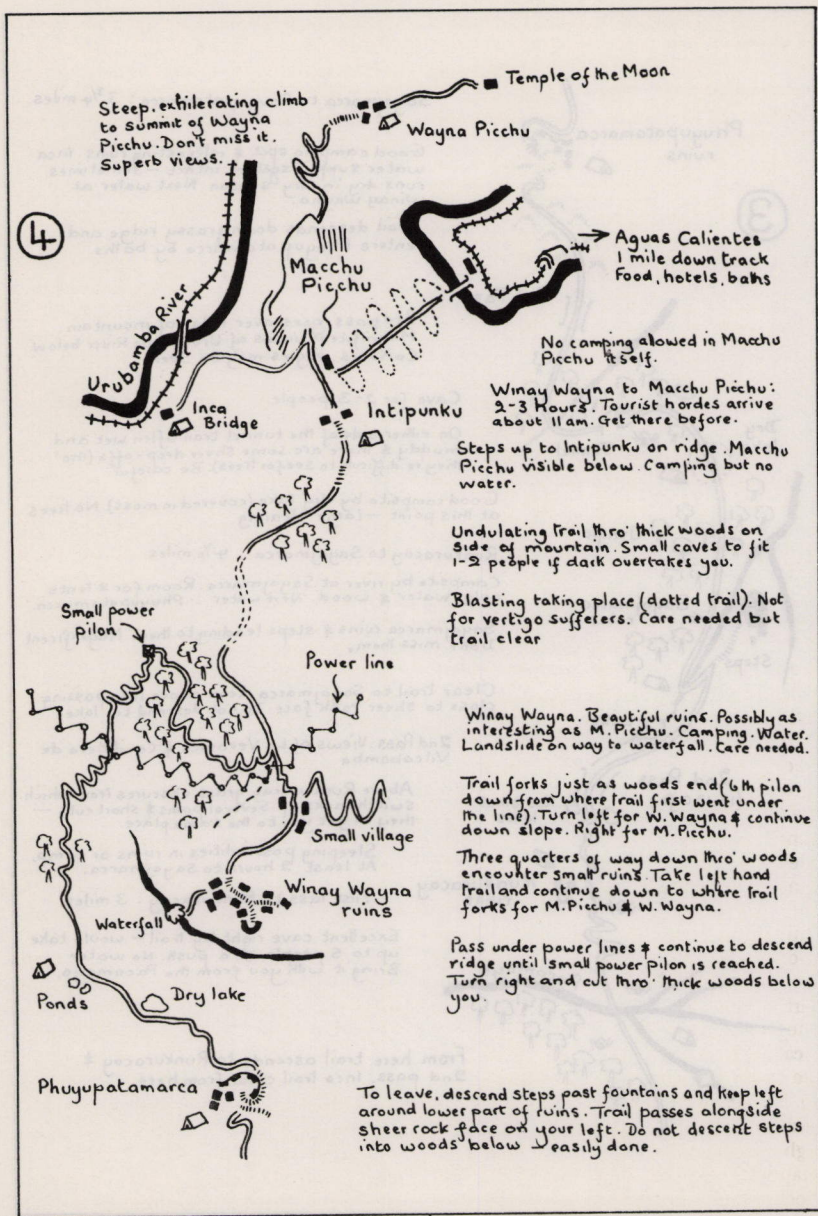 Steep, exhilerating climb
to summit of Wayna
Picchu. Don't miss it.
Superb views.
Temple of the Moon
Wayna Picchu
4
Macchu
Picchu
Aguas Calientes
1 mile down track
Food, hotels, baths
Urubamba River
No camping allowed in Macchu
Picchu itself.
Inca
Bridge
Intipunku
Winay Wayna to Macchu Picchu:
2-3 Hours. Tourist hordes arrive
about 11 am. Get there before.
Steps up to Intipunku on ridge. Macchu
Picchu visible below. Camping but no
water.
Undulating trail thro' thick woods on
side of mountain. Small caves to fit
1-2 people if dark overtakes you.
Blasting taking place (dotted trail). Not
for vertigo sufferers. Care needed but
trail clear
Small power
pilon
Power line
Winay Wayna. Beautiful ruins. Possibly as
interesting as M. Picchu. Camping. Water.
Landslide on way to waterfall. Care needed.
Trail forks just as woods end (6th pilon
down from where trail first went under
the line). Turn left for W. Wayna & continue
down slope. Right for M. Picchu.
Small village
Three quarters of way down thro' woods
encounter small ruins. Take left hand
trail and continue down to where trail
forks for M. Picchu & W. Wayna.
Winay Wayna
ruins
Waterfall
Pass under power lines & continue to descend
ridge until small power pilon is reached.
Turn right and cut thro' thick woods below
you.
Ponds
Dry lake
Phuyupatamarca
To leave, descend steps past fountains and keep left
around lower part of ruins. Trail passes alongside
sheer rock face on your left. Do not descent steps
into woods below - easily done.